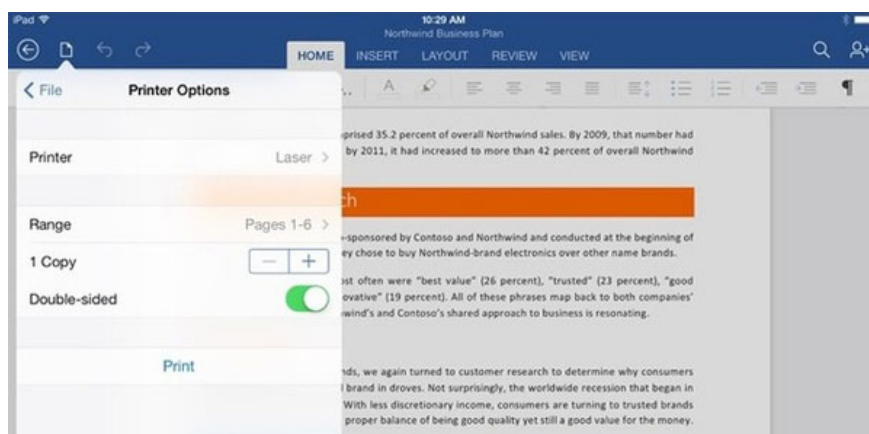 iPad
10:29 AM
Northwind Business Plan
HOME INSERT LAYOUT REVIEW VIEW
File Printer Options
A
prised 35.2 percent of overall Northwind sales. By 2009, that number had
Printer Laser
by 2011, it had increased to more than 42 percent of overall Northwind
ch
Range Pages 1-6
-sponsored by Contoso and Northwind and conducted at the beginning of
ey chose to buy Northwind-brand electronics over other name brands.
1 Copy - +
ost often were “best value” (26 percent), “trusted” (23 percent), “good
Double-sided
ovative” (19 percent). All of these phrases map back to both companies’
wind’s and Contoso’s shared approach to business is resonating.
Print
nds, we again turned to customer research to determine why consumers
brand in droves. Not surprisingly, the worldwide recession that began in
With less discretionary income, consumers are turning to trusted brands
proper balance of being good quality yet still a good value for the money.